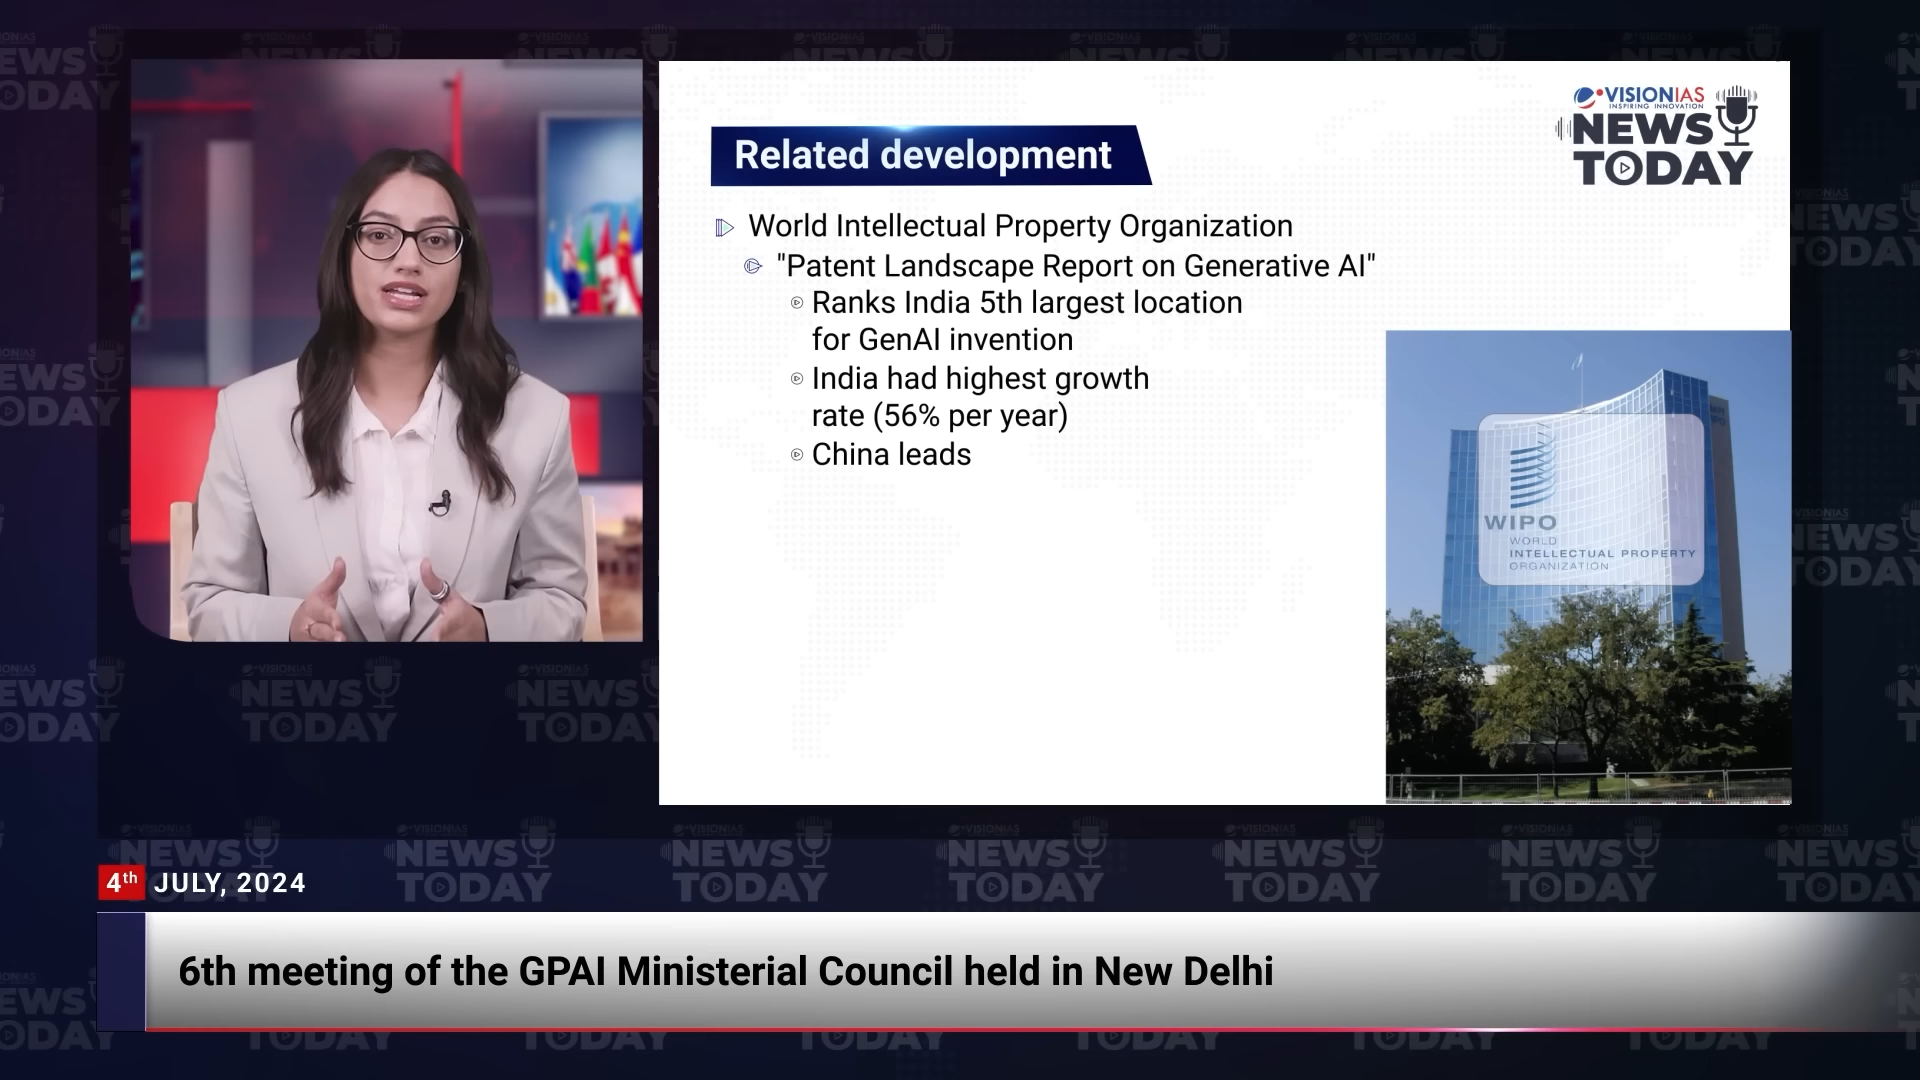 VISIONIAS
INSPIRING INNOVATION
NEWS
TODAY
Related development
World Intellectual Property Organization
"Patent Landscape Report on Generative AI"
Ranks India 5th largest location
for GenAI invention
India had highest growth
rate (56% per year)
China leads
WIPO
WORLD
INTELLECTUAL PROPERTY
ORGANIZATION
4th JULY, 2024
6th meeting of the GPAI Ministerial Council held in New Delhi